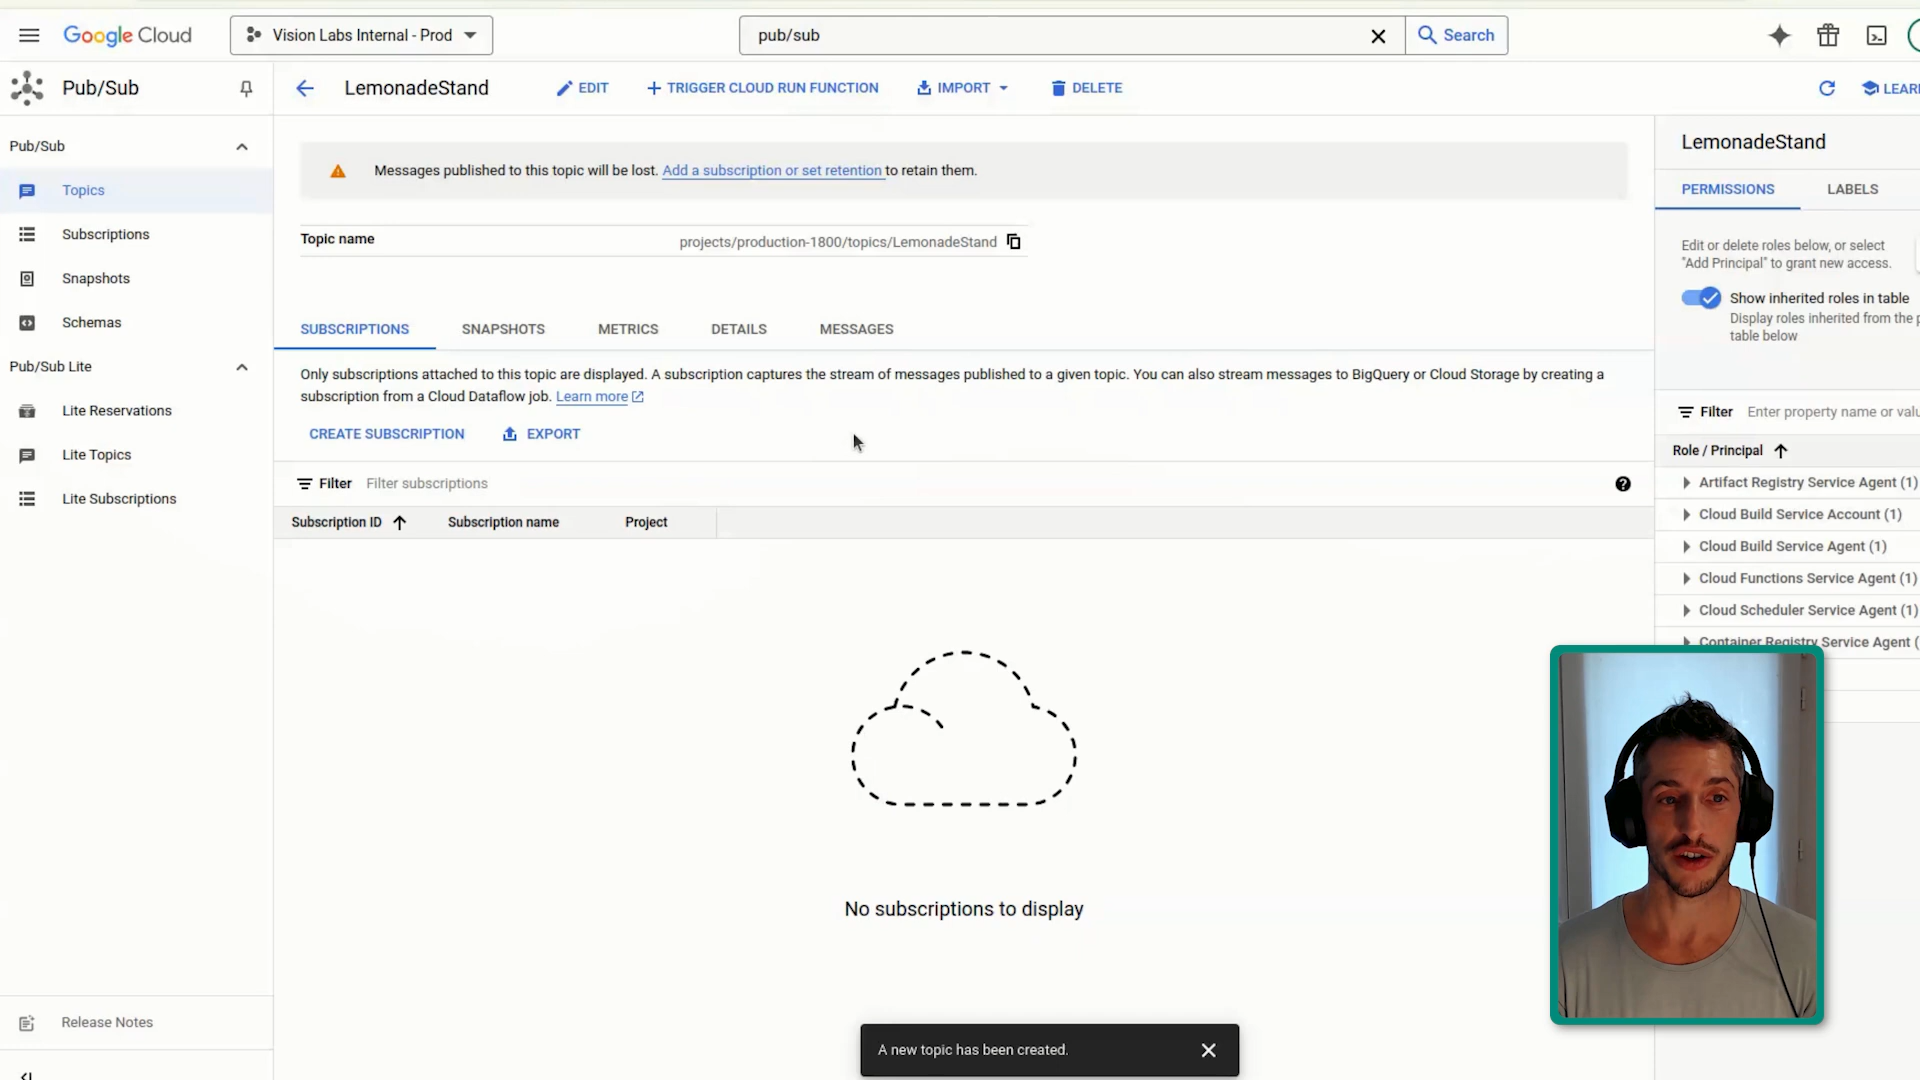 Google Cloud
Vision Labs Internal - Prod
pub/sub
Search
Pub/Sub
LemonadeStand
EDIT
TRIGGER CLOUD RUN FUNCTION
IMPORT
DELETE
Pub/Sub
Topics
Subscriptions
Snapshots
Schemas
Pub/Sub Lite
Lite Reservations
Lite Topics
Lite Subscriptions
Release Notes
Messages published to this topic will be lost. Add a subscription or set retention to retain them.
Topic name
projects/production-1800/topics/LemonadeStand
SUBSCRIPTIONS
SNAPSHOTS
METRICS
DETAILS
MESSAGES
Only subscriptions attached to this topic are displayed. A subscription captures the stream of messages published to a given topic. You can also stream messages to BigQuery or Cloud Storage by creating a
subscription from a Cloud Dataflow job. Learn more
CREATE SUBSCRIPTION
EXPORT
Filter Filter subscriptions
Subscription ID
Subscription name
Project
No subscriptions to display
A new topic has been created.
LEAR
LemonadeStand
PERMISSIONS
LABELS
Edit or delete roles below, or select
"Add Principal" to grant new access.
Show inherited roles in table
Display roles inherited from the
table below
Filter Enter property name or
Role / Principal
Artifact Registry Service Agent (1)
Cloud Build Service Account (1)
Cloud Build Service Agent (1)
Cloud Functions Service Agent (1)
Cloud Scheduler Service Agent (1)
Container Registry Service Agent (